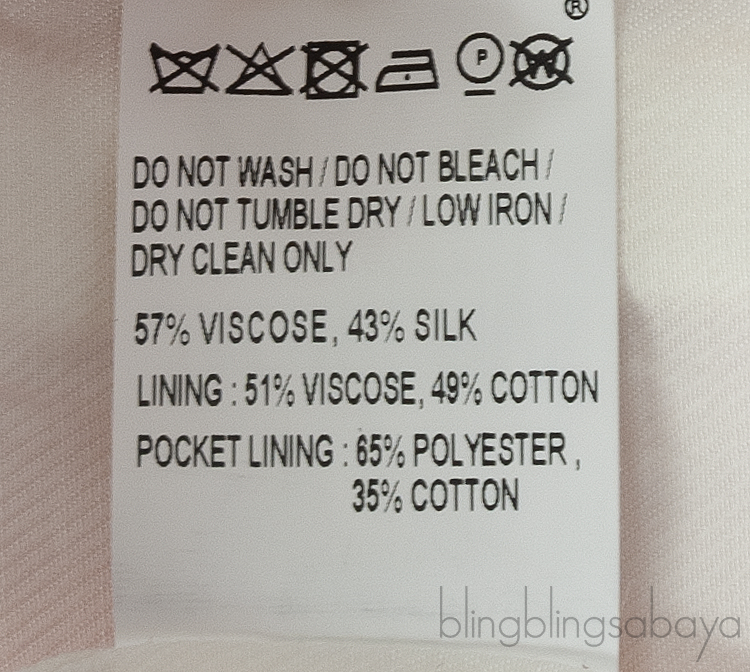 ®
P W
DO NOT WASH / DO NOT BLEACH /
DO NOT TUMBLE DRY / LOW IRON /
DRY CLEAN ONLY
57% VISCOSE, 43% SILK
LINING : 51% VISCOSE, 49% COTTON
POCKET LINING : 65% POLYESTER ,
35% COTTON
blingblingsabaya